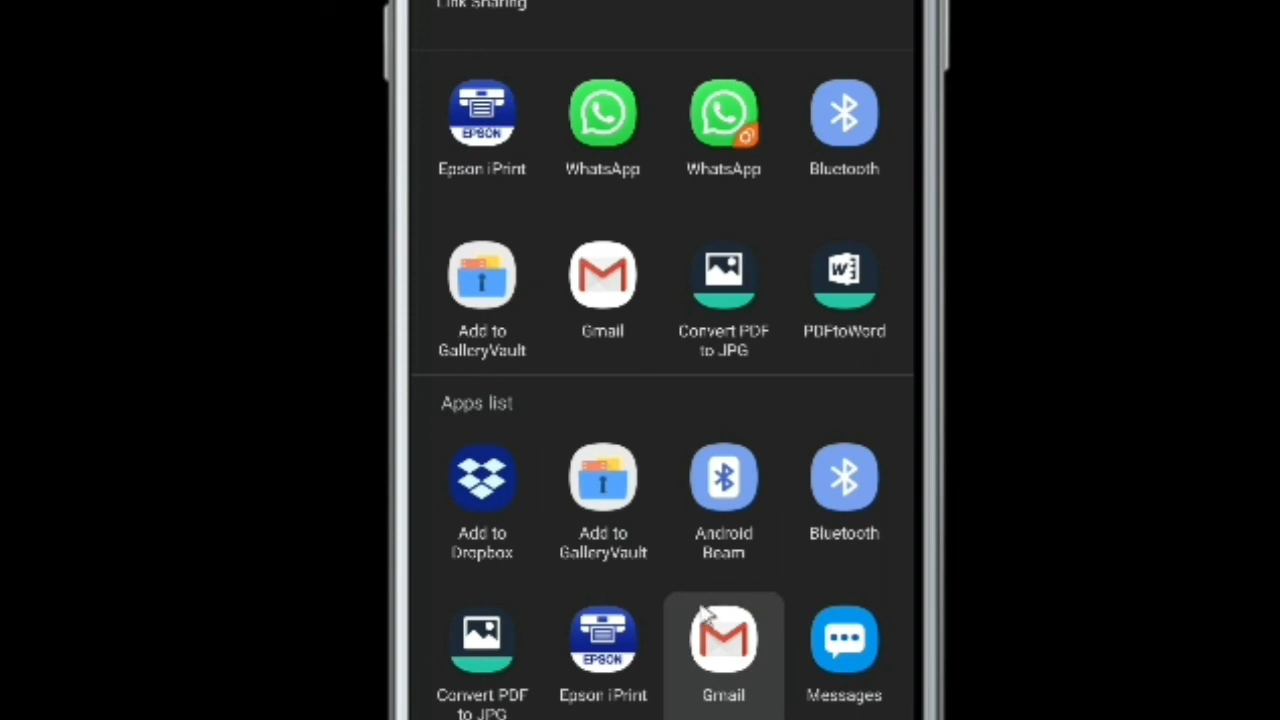 Link Sharing
EPSON
Epson iPrint
WhatsApp
WhatsApp
Bluetooth
Add to
GalleryVault
Gmail
Convert PDF
to JPG
W
PDFtoWord
Apps list
Add to
Dropbox
Add to
GalleryVault
Android
Beam
Bluetooth
Convert PDF
to JPG
EPSON
Epson iPrint
Gmail
Messages